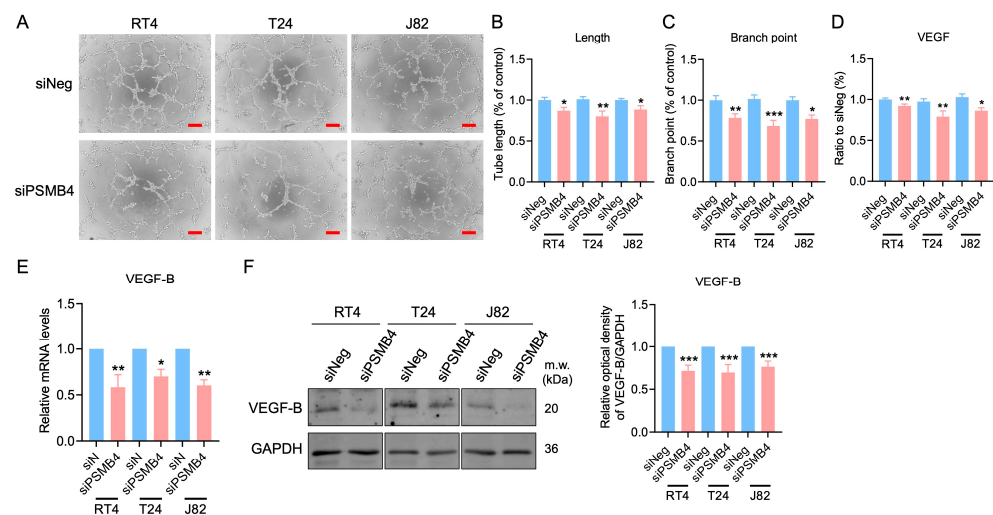 A
RT4 T24 J82
siNeg
siPSMB4
B
Length
Tube length (% of control)
1.5
1.0
0.5
0.0
* ** *
siNeg siPSMB4 siNeg siPSMB4 siNeg siPSMB4
RT4 T24 J82
C
Branch point
Branch point (% of control)
1.5
1.0
0.5
0.0
** *** *
siNeg siPSMB4 siNeg siPSMB4 siNeg siPSMB4
RT4 T24 J82
D
VEGF
Ratio to siNeg (%)
1.5
1.0
0.5
0.0
** ** *
siNeg siPSMB4 siNeg siPSMB4 siNeg siPSMB4
RT4 T24 J82
E
VEGF-B
Relative mRNA levels
1.5
1.0
0.5
0.0
** * **
siN siPSMB4 siN siPSMB4 siN siPSMB4
RT4 T24 J82
F
RT4 T24 J82
siNeg siPSMB4 siNeg siPSMB4 siNeg siPSMB4
m.w.
(kDa)
VEGF-B 20
GAPDH 36
VEGF-B
Relative optical density
of VEGF-B/GAPDH
1.5
1.0
0.5
0.0
*** *** ***
siNeg siPSMB4 siNeg siPSMB4 siNeg siPSMB4
RT4 T24 J82